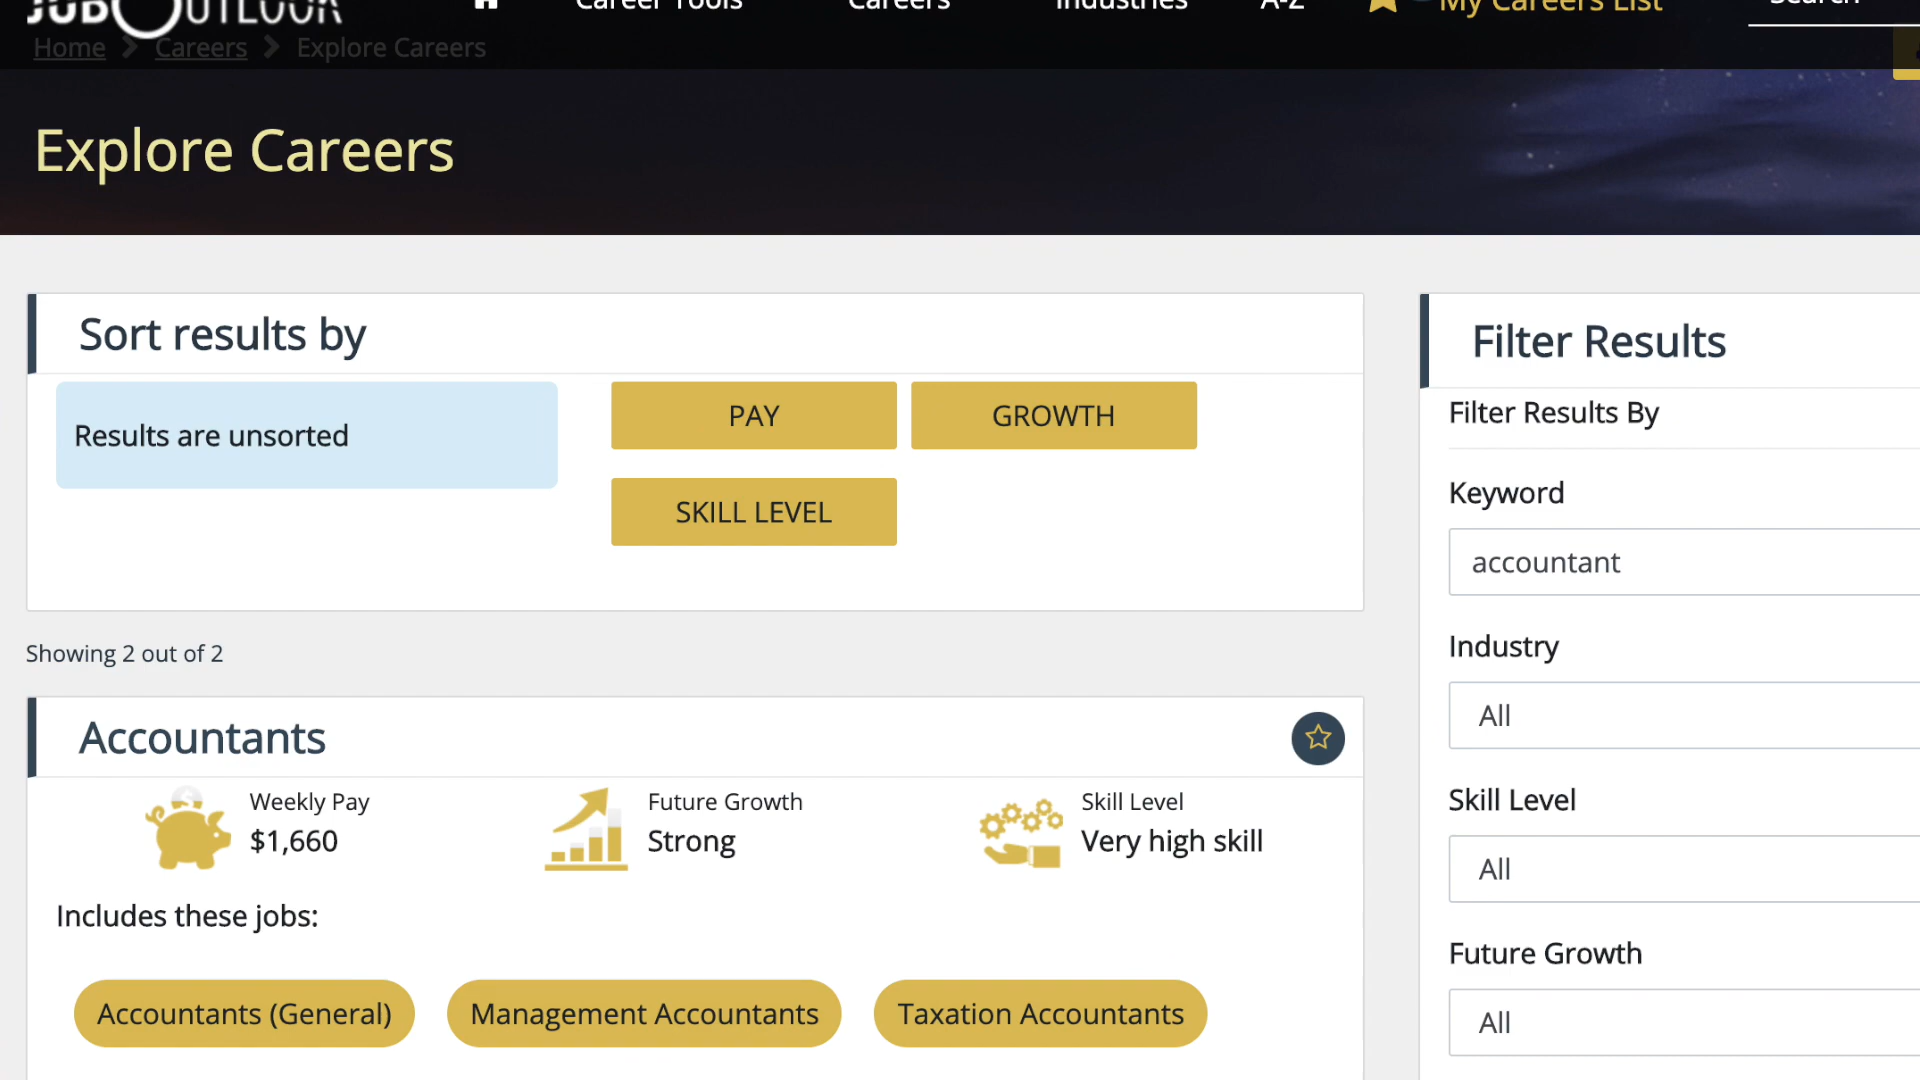 JOBOUTLOOK
Career Tools
Careers
Industries
A-Z
My Careers List
Search
Home
Careers
Explore Careers
Explore Careers
Sort results by
Results are unsorted
PAY
GROWTH
SKILL LEVEL
Showing 2 out of 2
Accountants
Weekly Pay
$1,660
Future Growth
Strong
Skill Level
Very high skill
Includes these jobs:
Accountants (General)
Management Accountants
Taxation Accountants
Filter Results
Filter Results By
Keyword
accountant
Industry
All
Skill Level
All
Future Growth
All